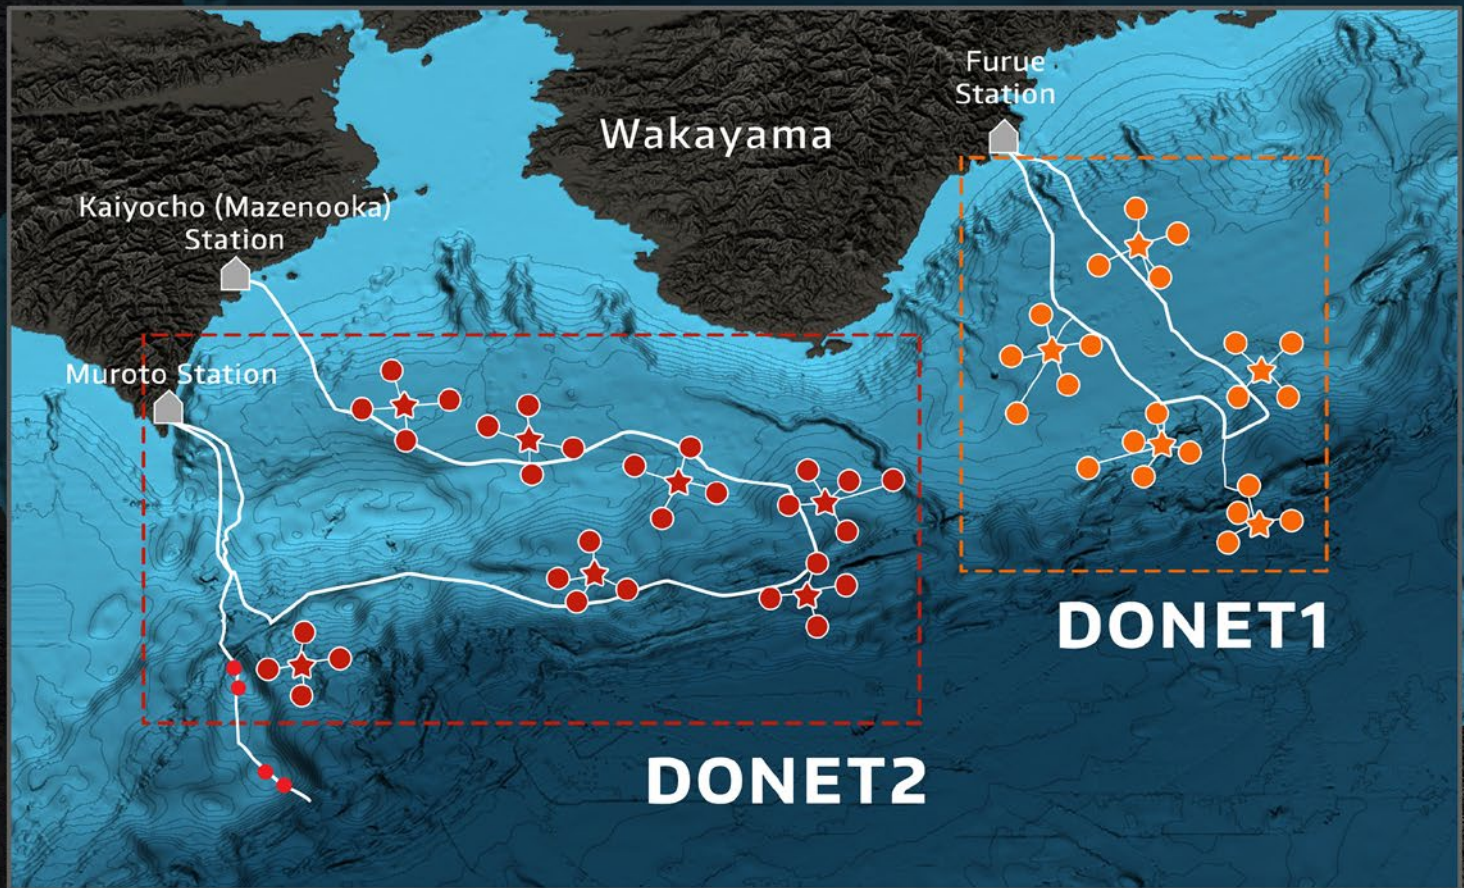 Furue
Station
Wakayama
Kaiyocho (Mazenooka)
Station
Muroto Station
DONET1
DONET2